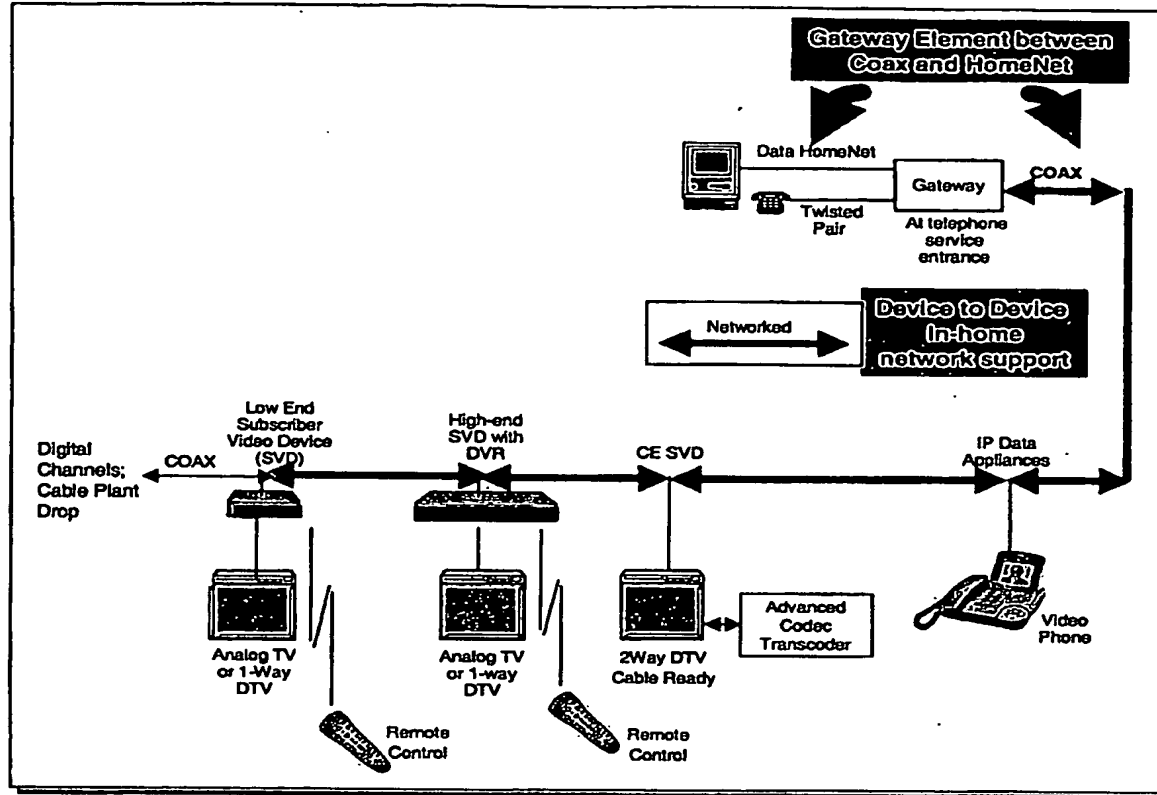 Gateway Element between
Coax and HomeNet
Data HomeNet
Gateway
COAX
Twisted
Pair
At telephone
service
entrance
Networked
Device to Device
In-home
network support
Digital
Channels;
Cable Plant
Drop
COAX
Low End
Subscriber
Video Device
(SVD)
High-end
SVD with
DVR
CE SVD
IP Data
Appliances
Analog TV
or 1-Way
DTV
Analog TV
or 1-way
DTV
2Way DTV
Cable Ready
Advanced
Codec
Transcoder
Video
Phone
Remote
Control
Remote
Control